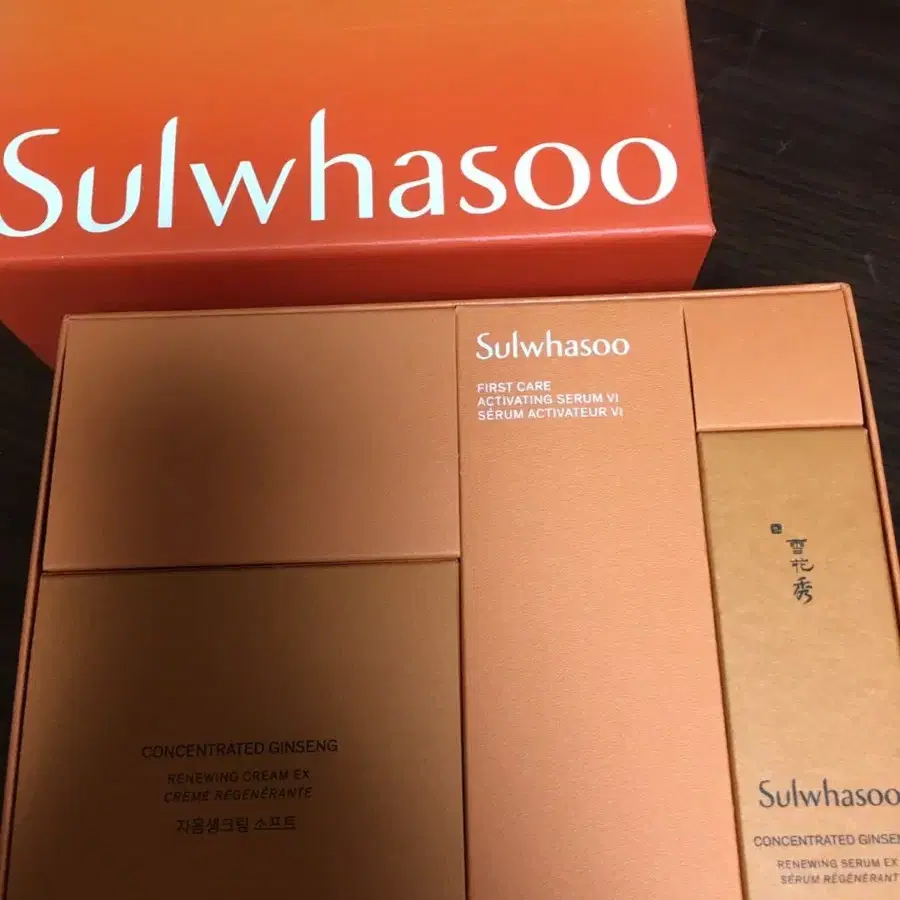 Sulwhasoo
Sulwhasoo
FIRST CARE
ACTIVATING SERUM VI
SÉRUM ACTIVATEUR VI
雪花秀
CONCENTRATED GINSENG
RENEWING CREAM EX
CRÈME RÉGÉNÉRANTE
자음생크림 소프트
Sulwhasoo
CONCENTRATED GINSEN
RENEWING SERUM EX
SÉRUM RÉGÉNÉRANT